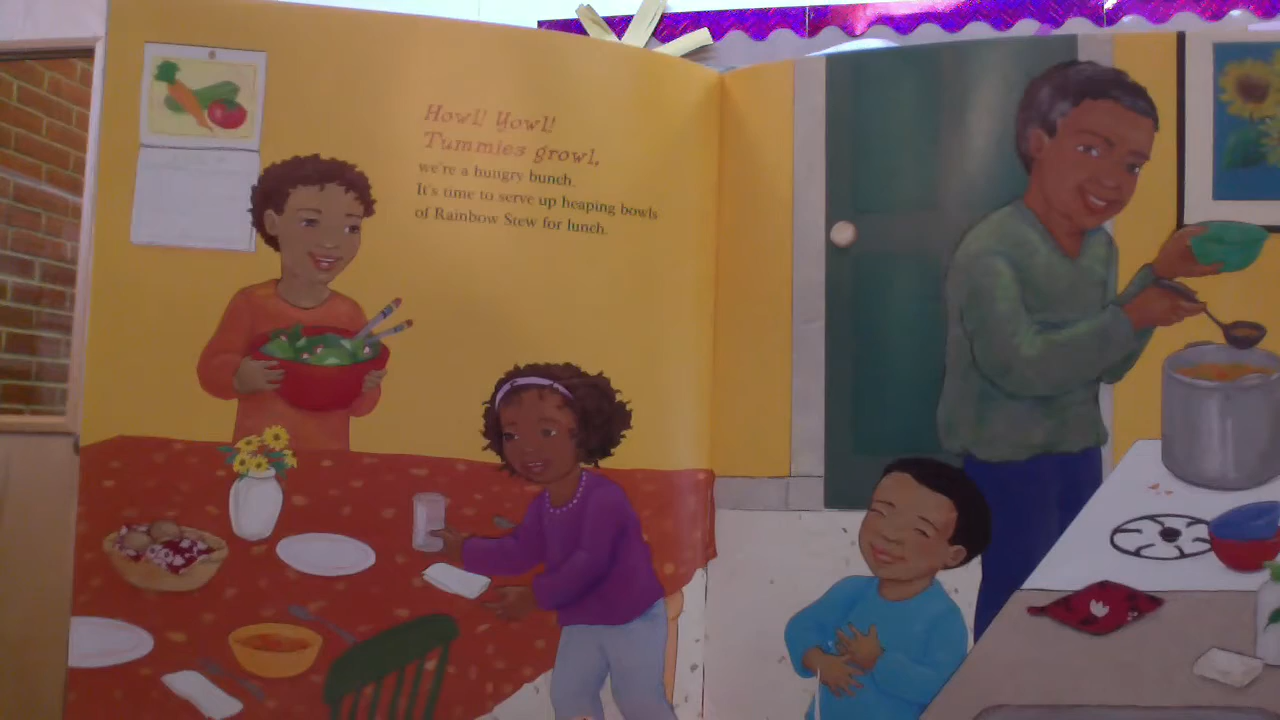 Howl! Yowl!
Tummies growl,
we're a hungry bunch.
It's time to serve up heaping bowls
of Rainbow Stew for lunch.